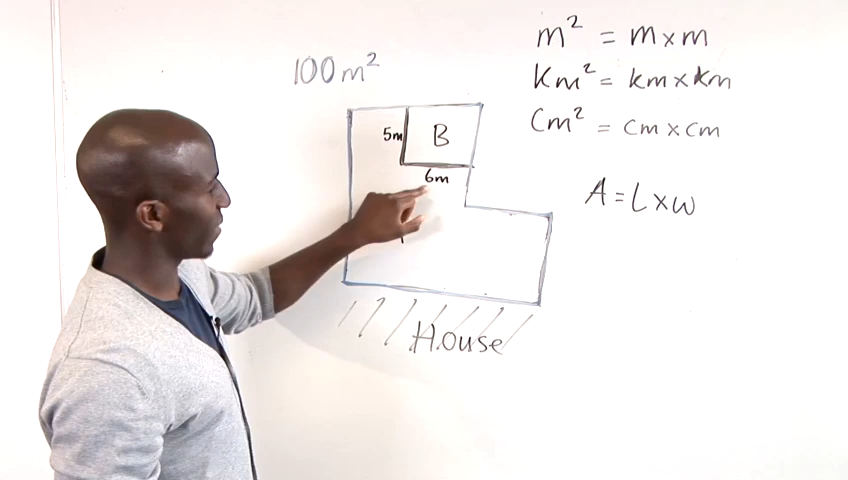 100m²
m² = m×m
km² = km×km
cm² = cm×cm
5m
B
6m
A = L×W
House